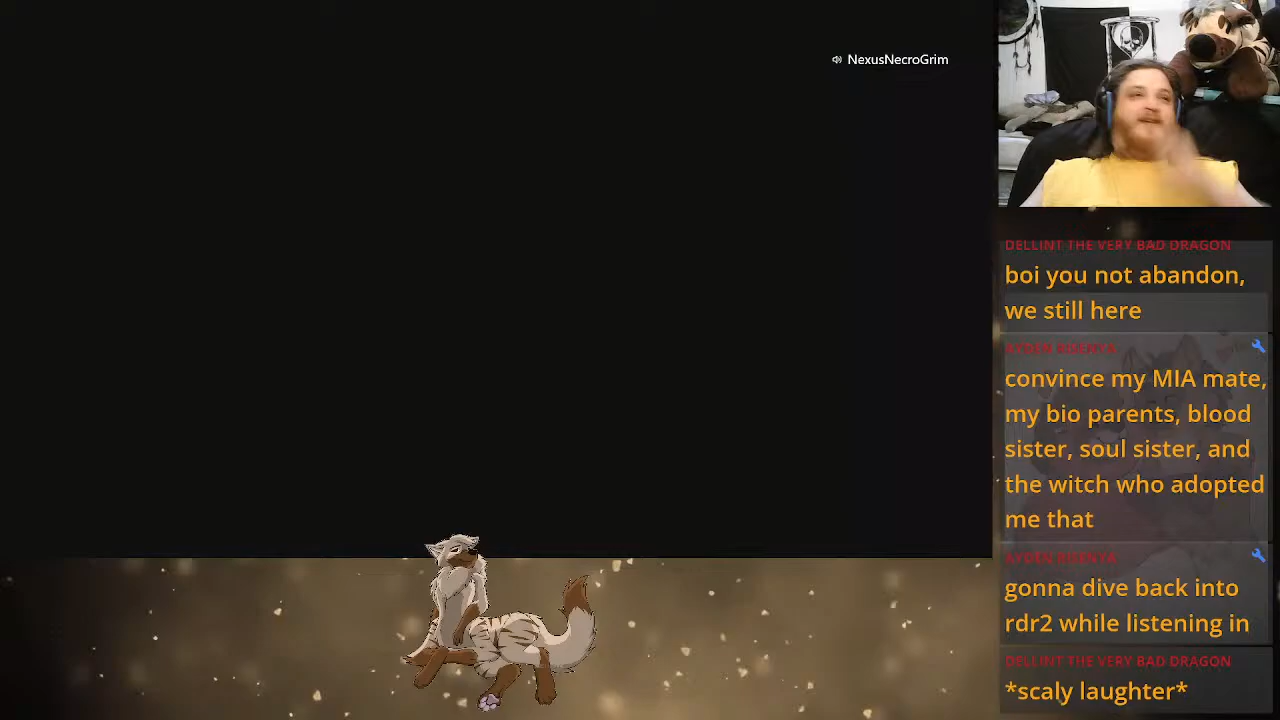 NexusNecroGrim
DELLINT THE VERY BAD DRAGON
boi you not abandon,
we still here
convince my MIA mate,
my bio parents, blood
sister, soul sister, and
the witch who adopted
me that
gonna dive back into
rdr2 while listening in
DELLINT THE VERY BAD DRAGON
*scaly laughter*